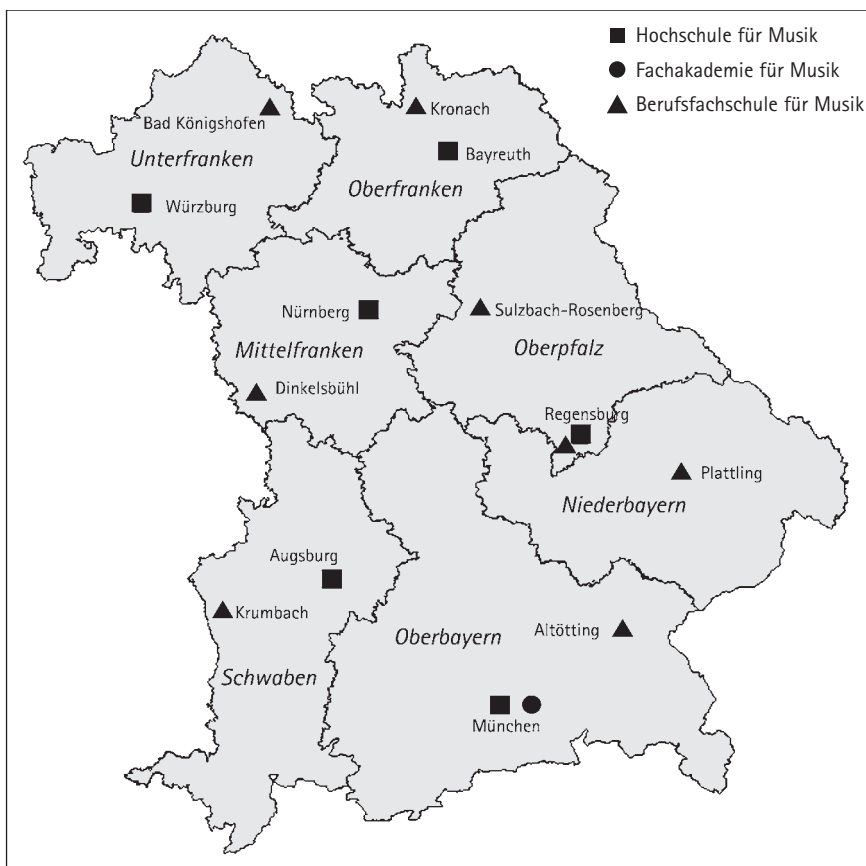 Hochschule für Musik
Fachakademie für Musik
Berufsfachschule für Musik
Bad Königshofen
Kronach
Unterfranken
Bayreuth
Oberfranken
Würzburg
Nürnberg
Sulzbach-Rosenberg
Mittelfranken
Oberpfalz
Dinkelsbühl
Regensburg
Plattling
Niederbayern
Augsburg
Krumbach
Oberbayern
Altötting
Schwaben
München